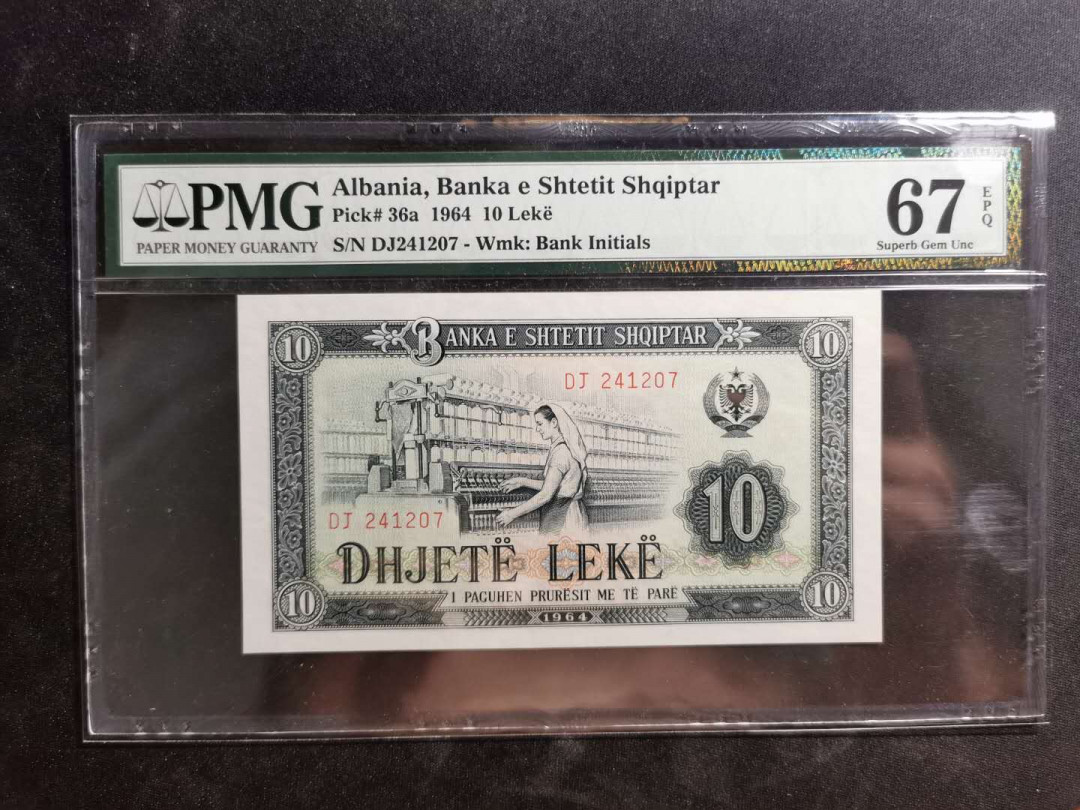 PMG
PAPER MONEY GUARANTY
Albania, Banka e Shtetit Shqiptar
Pick# 36a 1964 10 Lekë
S/N DJ241207 - Wmk: Bank Initials
67
EPQ
Superb Gem Unc
10
BANKA E SHTETIT SHQIPTAR
10
DJ 241207
10
DJ 241207
DHJETË LEKË
10
I PAGUHEN PRURËSIT ME TË PARË
10
1964